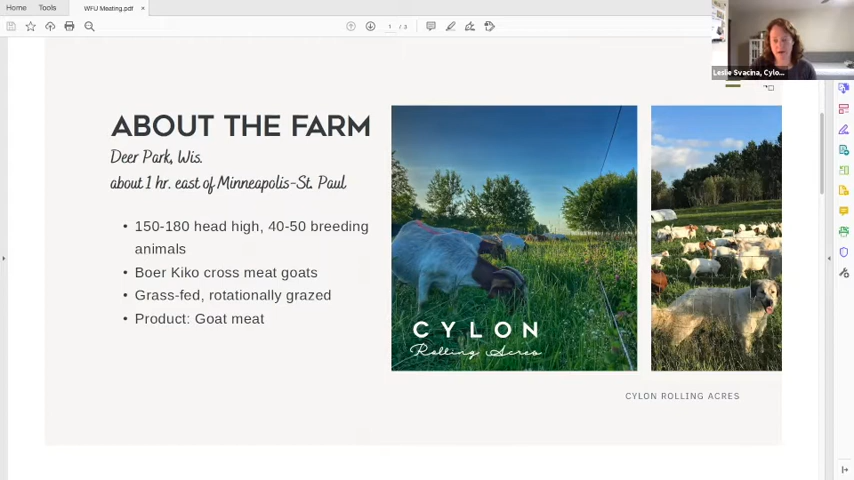 Home
Tools
WFU Meeting.pdf
×
1 / 3
Leslie Svacina, Cylo...
ABOUT THE FARM
Deer Park, Wis.
about 1 hr. east of Minneapolis-St. Paul
• 150-180 head high, 40-50 breeding
animals
• Boer Kiko cross meat goats
• Grass-fed, rotationally grazed
• Product: Goat meat
CYLON
Rolling Acres
CYLON ROLLING ACRES